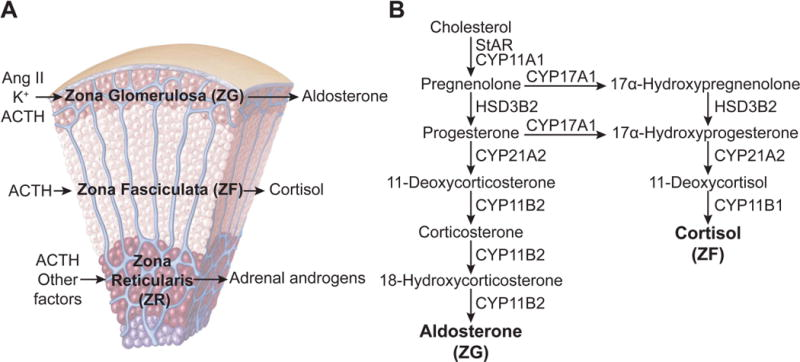 A
Ang II
K⁺
ACTH
Zona Glomerulosa (ZG)
Aldosterone
ACTH
Zona Fasciculata (ZF)
Cortisol
ACTH
Other
factors
Zona
Reticularis
(ZR)
Adrenal androgens
B
Cholesterol
StAR
CYP11A1
Pregnenolone CYP17A1 17α-Hydroxypregnenolone
HSD3B2 HSD3B2
Progesterone CYP17A1 17α-Hydroxyprogesterone
CYP21A2 CYP21A2
11-Deoxycorticosterone 11-Deoxycortisol
CYP11B2 CYP11B1
Corticosterone Cortisol
(ZF)
CYP11B2
18-Hydroxycorticosterone
CYP11B2
Aldosterone
(ZG)